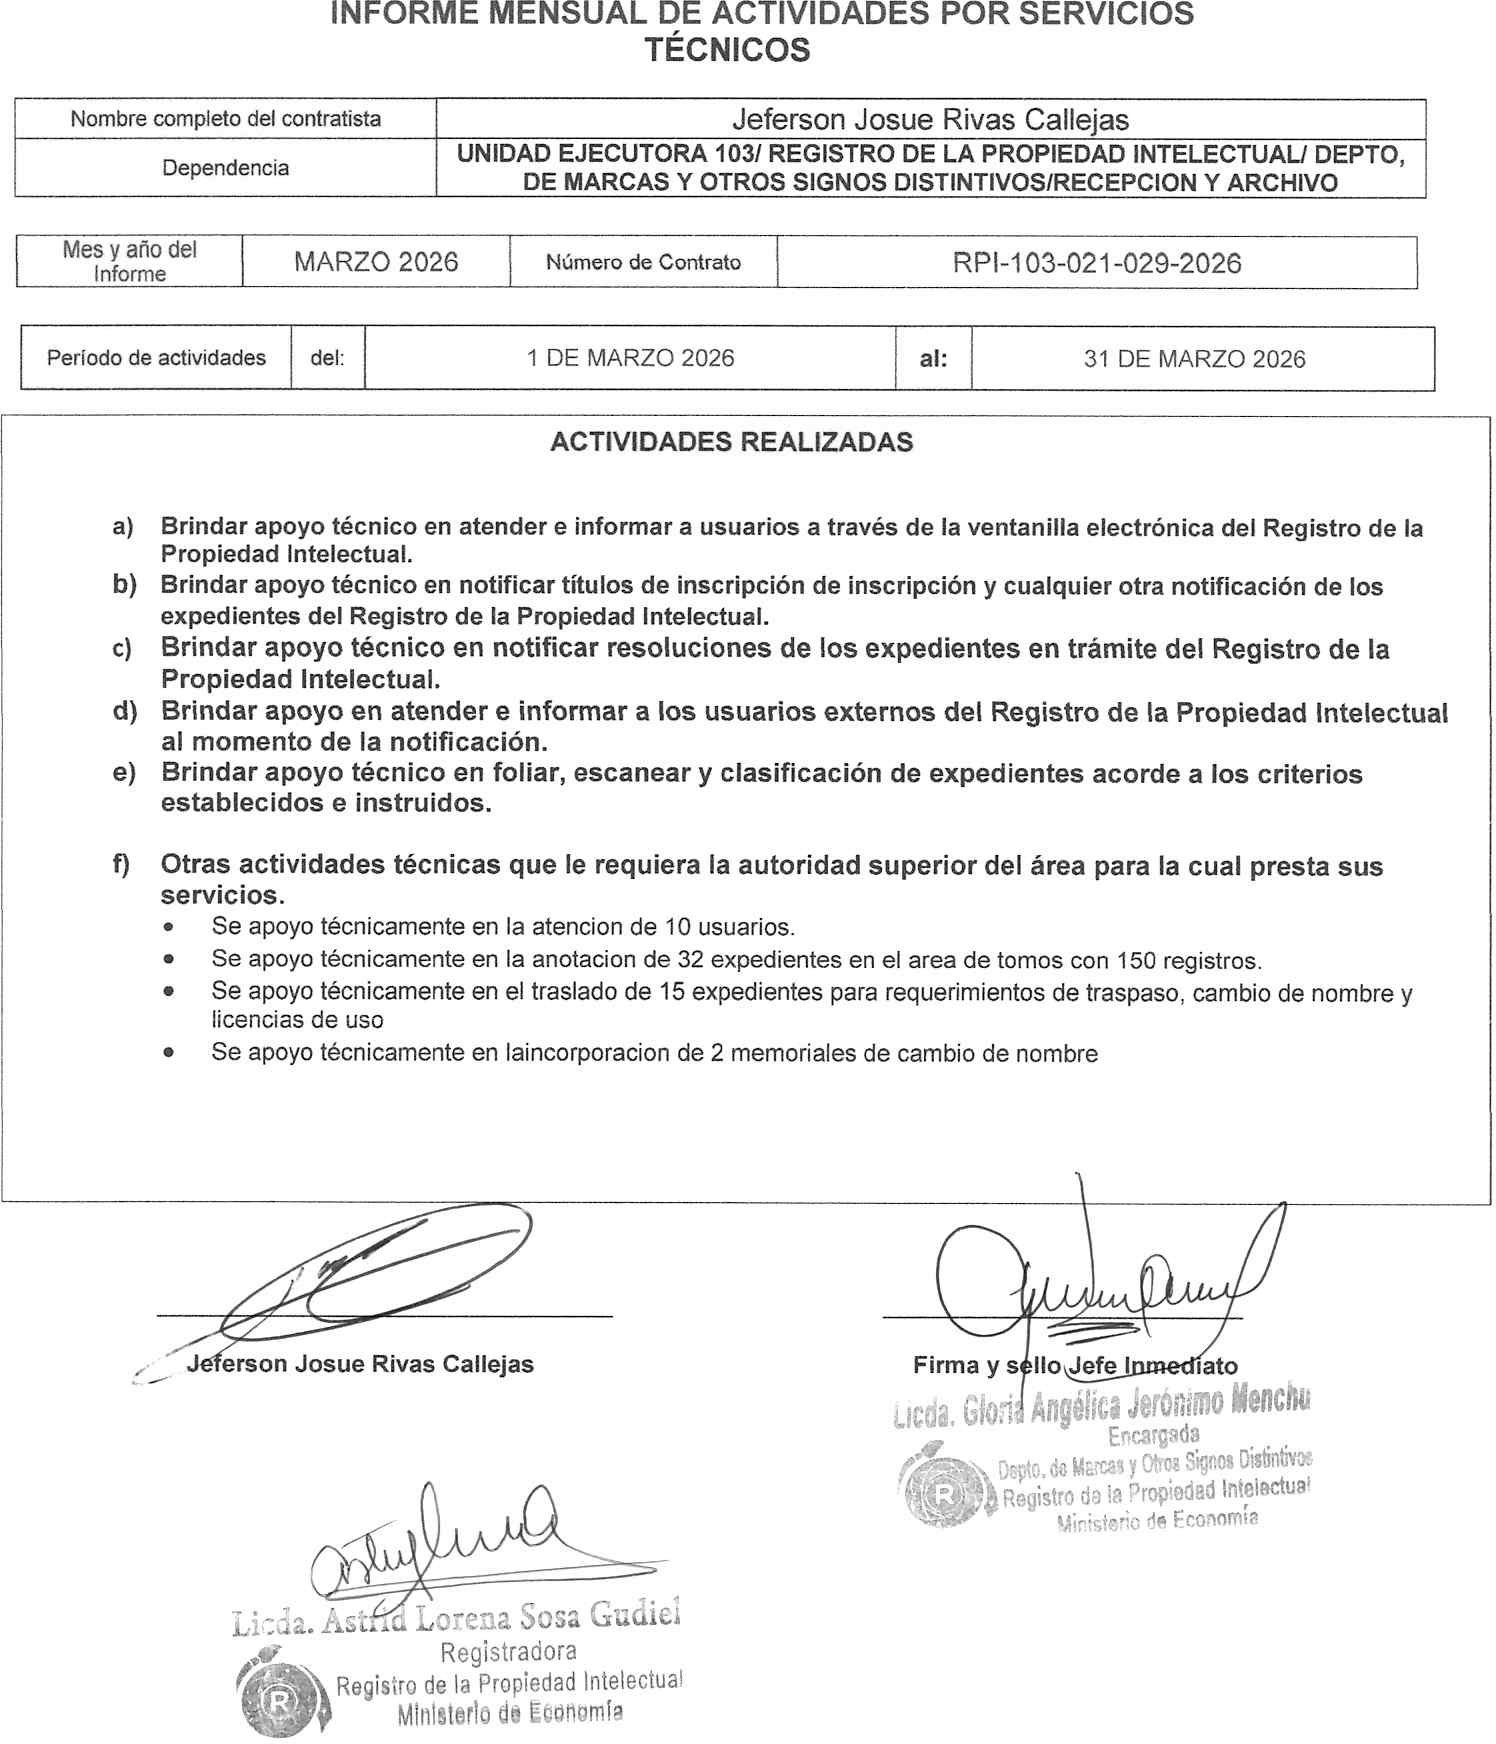 INFORME MENSUAL DE ACTIVIDADES POR SERVICIOS
TÉCNICOS
Nombre completo del contratista
Jeferson Josue Rivas Callejas
Dependencia
UNIDAD EJECUTORA 103/ REGISTRO DE LA PROPIEDAD INTELECTUAL/ DEPTO,
DE MARCAS Y OTROS SIGNOS DISTINTIVOS/RECEPCION Y ARCHIVO
Mes y año del
Informe
MARZO 2026
Número de Contrato
RPI-103-021-029-2026
Período de actividades
del:
1 DE MARZO 2026
al:
31 DE MARZO 2026
ACTIVIDADES REALIZADAS
a) Brindar apoyo técnico en atender e informar a usuarios a través de la ventanilla electrónica del Registro de la
Propiedad Intelectual.
b) Brindar apoyo técnico en notificar títulos de inscripción de inscripción y cualquier otra notificación de los
expedientes del Registro de la Propiedad Intelectual.
c) Brindar apoyo técnico en notificar resoluciones de los expedientes en trámite del Registro de la
Propiedad Intelectual.
d) Brindar apoyo en atender e informar a los usuarios externos del Registro de la Propiedad Intelectual
al momento de la notificación.
e) Brindar apoyo técnico en foliar, escanear y clasificación de expedientes acorde a los criterios
establecidos e instruidos.
f) Otras actividades técnicas que le requiera la autoridad superior del área para la cual presta sus
servicios.
• Se apoyo técnicamente en la atencion de 10 usuarios.
• Se apoyo técnicamente en la anotacion de 32 expedientes en el area de tomos con 150 registros.
• Se apoyo técnicamente en el traslado de 15 expedientes para requerimientos de traspaso, cambio de nombre y
licencias de uso
• Se apoyo técnicamente en laincorporacion de 2 memoriales de cambio de nombre
Jeferson Josue Rivas Callejas
Firma y sello Jefe Inmediato
Licda. Gloria Angélica Jerónimo Menchu
Encargada
Depto. de Marcas y Otros Signos Distintivos
R
Registro de la Propiedad Intelectual
Ministerio de Economía
Licda. Astrid Lorena Sosa Gudiel
Registradora
Registro de la Propiedad Intelectual
R
Ministerio de Economía